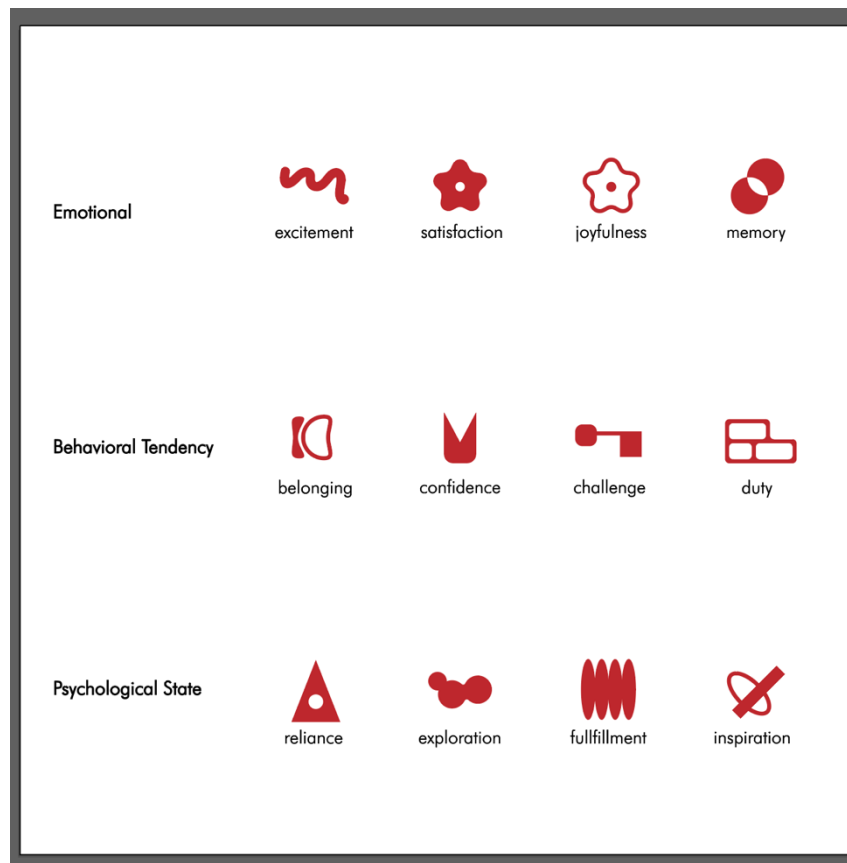 Emotional
excitement satisfaction joyfulness memory
Behavioral Tendency
belonging confidence challenge duty
Psychological State
reliance exploration fullfillment inspiration